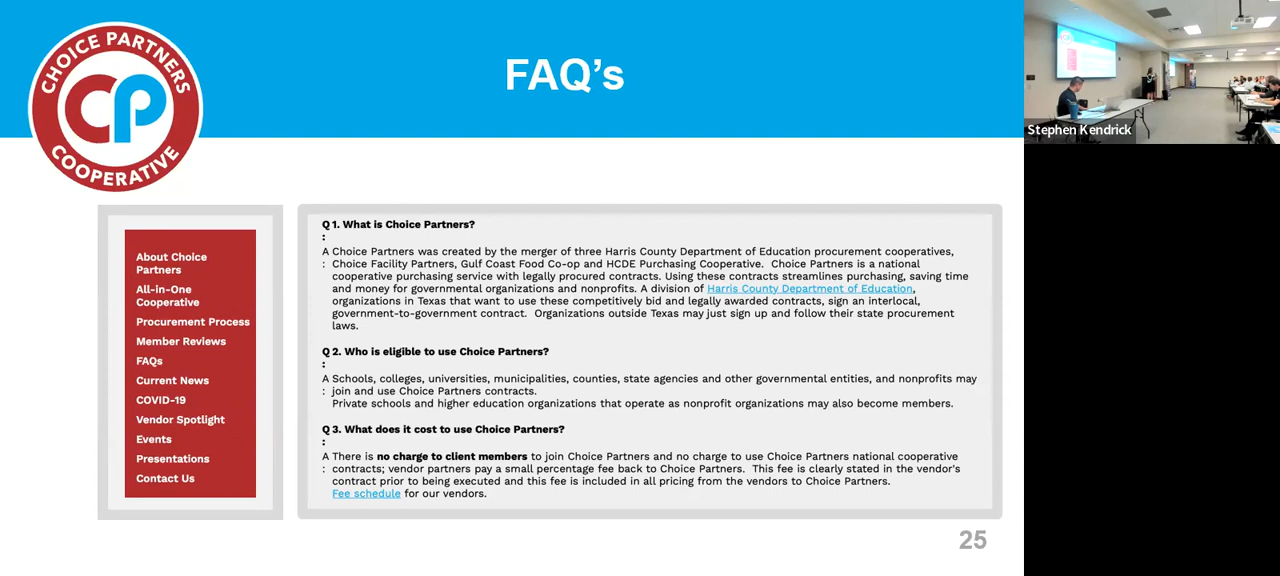 CHOICE PARTNERS
CP
COOPERATIVE
FAQ's
Stephen Kendrick
About Choice
Partners
All-in-One
Cooperative
Procurement Process
Member Reviews
FAQs
Current News
COVID-19
Vendor Spotlight
Events
Presentations
Contact Us
Q 1. What is Choice Partners?
:
A Choice Partners was created by the merger of three Harris County Department of Education procurement cooperatives,
: Choice Facility Partners, Gulf Coast Food Co-op and HCDE Purchasing Cooperative. Choice Partners is a national
cooperative purchasing service with legally procured contracts. Using these contracts streamlines purchasing, saving time
and money for governmental organizations and nonprofits. A division of Harris County Department of Education,
organizations in Texas that want to use these competitively bid and legally awarded contracts, sign an interlocal,
government-to-government contract. Organizations outside Texas may just sign up and follow their state procurement
laws.
Q 2. Who is eligible to use Choice Partners?
:
A Schools, colleges, universities, municipalities, counties, state agencies and other governmental entities, and nonprofits may
: join and use Choice Partners contracts.
Private schools and higher education organizations that operate as nonprofit organizations may also become members.
Q 3. What does it cost to use Choice Partners?
:
A There is no charge to client members to join Choice Partners and no charge to use Choice Partners national cooperative
: contracts; vendor partners pay a small percentage fee back to Choice Partners. This fee is clearly stated in the vendor's
contract prior to being executed and this fee is included in all pricing from the vendors to Choice Partners.
Fee schedule for our vendors.
25